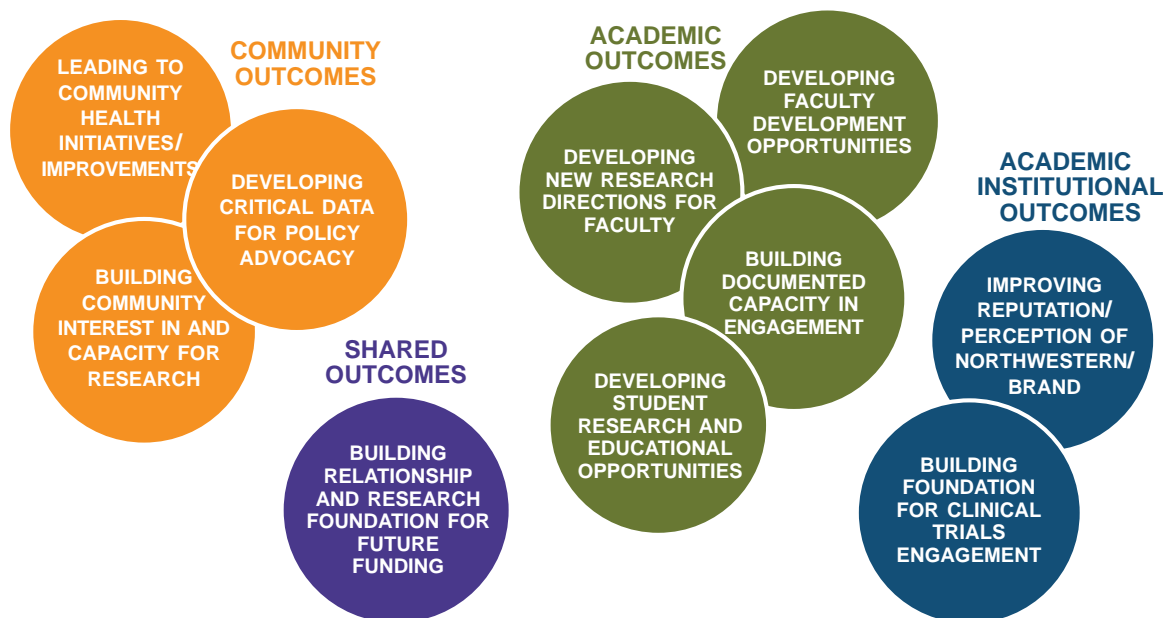 COMMUNITY
OUTCOMES
LEADING TO
COMMUNITY
HEALTH
INITIATIVES/
IMPROVEMENTS
DEVELOPING
CRITICAL DATA
FOR POLICY
ADVOCACY
BUILDING
COMMUNITY
INTEREST IN AND
CAPACITY FOR
RESEARCH
SHARED
OUTCOMES
BUILDING
RELATIONSHIP
AND RESEARCH
FOUNDATION FOR
FUTURE
FUNDING
ACADEMIC
OUTCOMES
DEVELOPING
FACULTY
DEVELOPMENT
OPPORTUNITIES
DEVELOPING
NEW RESEARCH
DIRECTIONS FOR
FACULTY
BUILDING
DOCUMENTED
CAPACITY IN
ENGAGEMENT
DEVELOPING
STUDENT
RESEARCH AND
EDUCATIONAL
OPPORTUNITIES
ACADEMIC
INSTITUTIONAL
OUTCOMES
IMPROVING
REPUTATION/
PERCEPTION OF
NORTHWESTERN/
BRAND
BUILDING
FOUNDATION
FOR CLINICAL
TRIALS
ENGAGEMENT